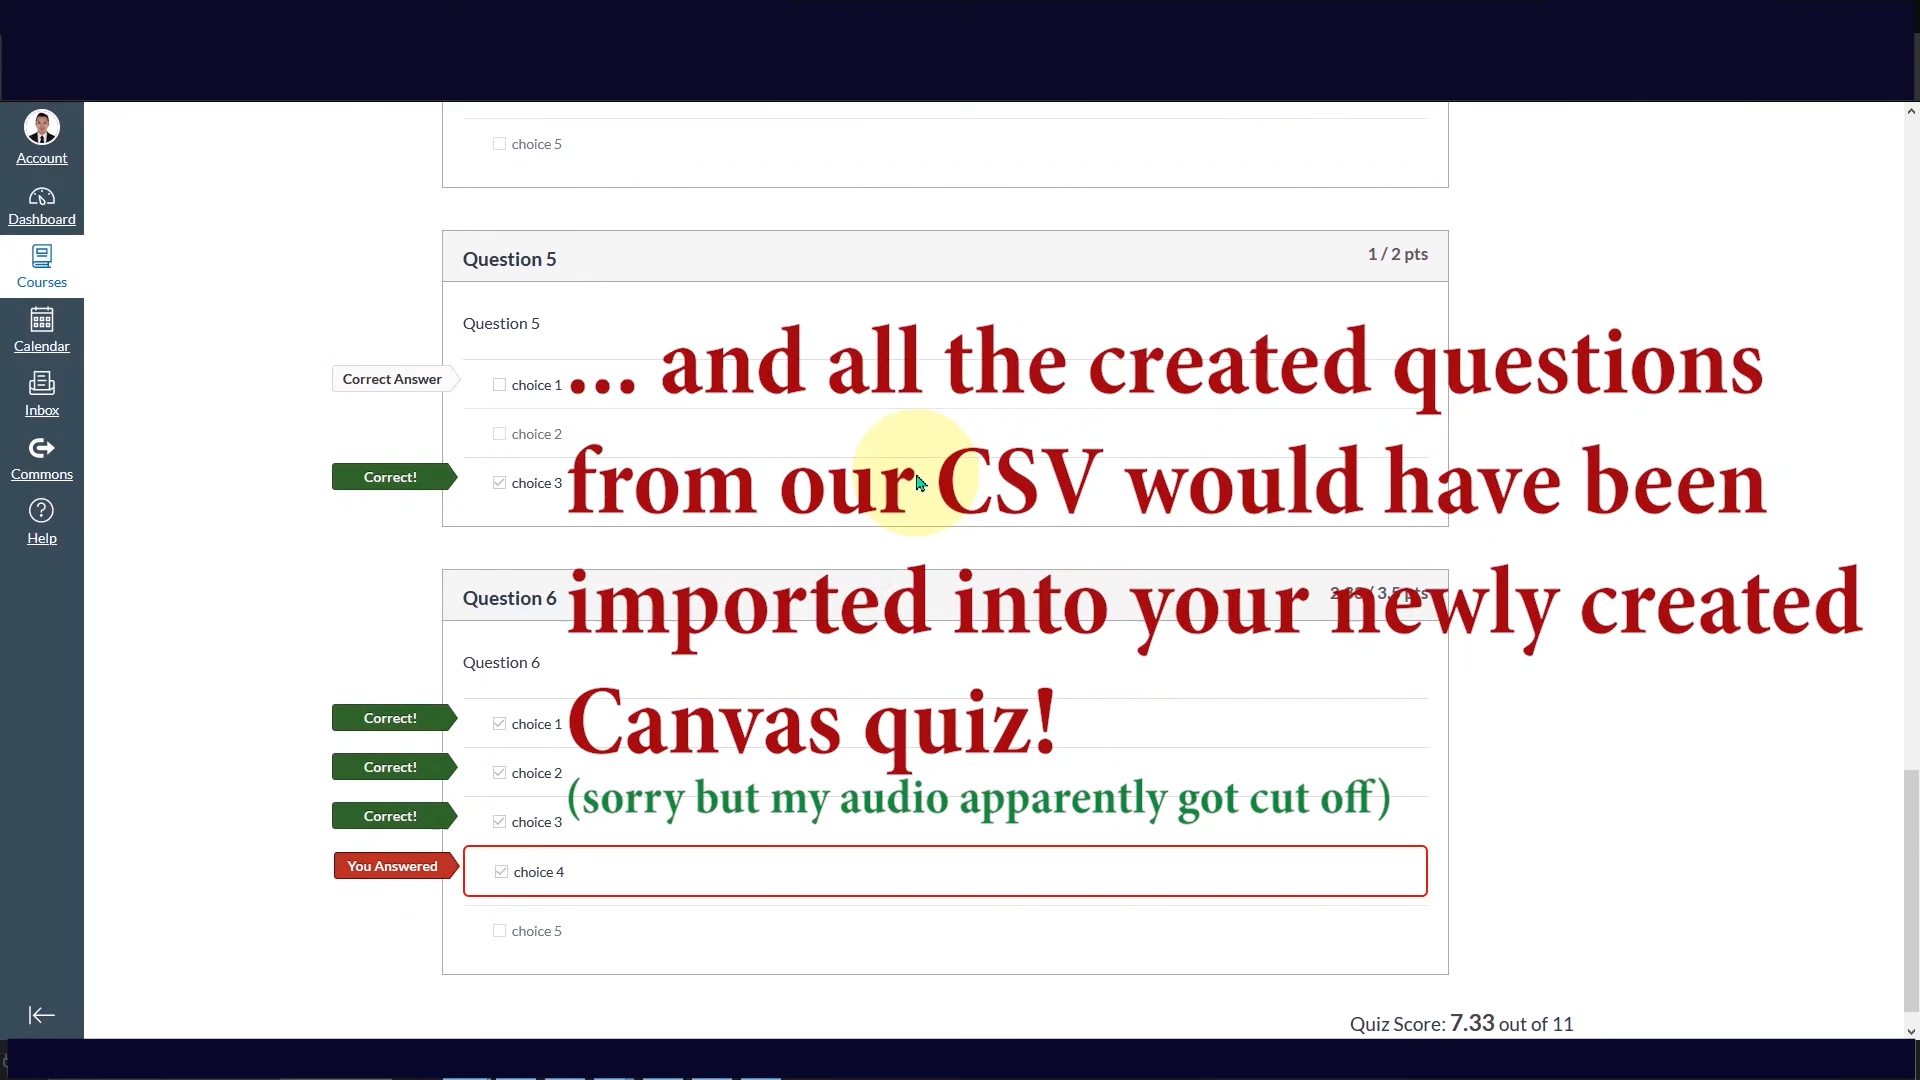 Account
Dashboard
Courses
Calendar
Inbox
Commons
Help
choice 5
Question 5
1 / 2 pts
Question 5
Correct Answer
choice 1
choice 2
Correct!
choice 3
... and all the created questions
from our CSV would have been
imported into your newly created
Canvas quiz!
(sorry but my audio apparently got cut off)
Question 6
/ 3.5 pts
Question 6
Correct!
choice 1
Correct!
choice 2
Correct!
choice 3
You Answered
choice 4
choice 5
Quiz Score: 7.33 out of 11